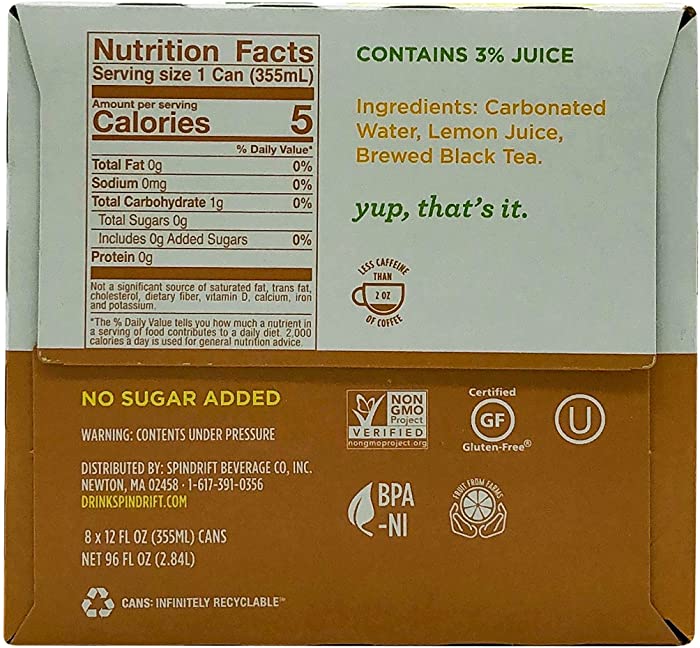 Nutrition Facts
Serving size 1 Can (355mL)
Amount per serving
Calories 5
% Daily Value*
Total Fat 0g 0%
Sodium 0mg 0%
Total Carbohydrate 1g 0%
Total Sugars 0g
Includes 0g Added Sugars 0%
Protein 0g
Not a significant source of saturated fat, trans fat,
cholesterol, dietary fiber, vitamin D, calcium, iron
and potassium.
*The % Daily Value tells you how much a nutrient in
a serving of food contributes to a daily diet. 2,000
calories a day is used for general nutrition advice.
CONTAINS 3% JUICE
Ingredients: Carbonated
Water, Lemon Juice,
Brewed Black Tea.
yup, that's it.
LESS CAFFEINE
THAN
2 OZ
OF COFFEE
NO SUGAR ADDED
WARNING: CONTENTS UNDER PRESSURE
DISTRIBUTED BY: SPINDRIFT BEVERAGE CO, INC.
NEWTON, MA 02458 · 1-617-391-0356
DRINKSPINDRIFT.COM
8 x 12 FL OZ (355ML) CANS
NET 96 FL OZ (2.84L)
CANS: INFINITELY RECYCLABLE™
NON
GMO
Project
VERIFIED
nongmoproject.org
Certified
GF
Gluten-Free®
U
BPA
-NI
FRUIT FROM FARMS